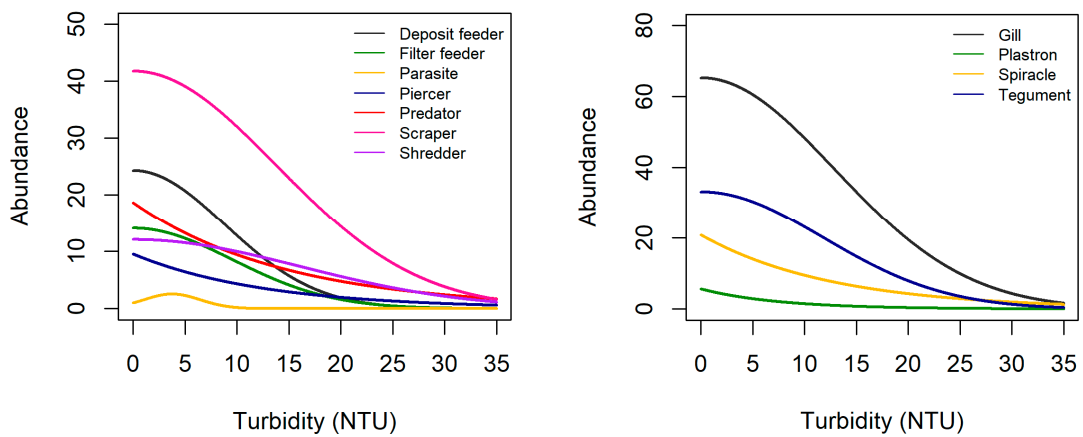 Abundance
50
40
30
20
10
0
Deposit feeder
Filter feeder
Parasite
Piercer
Predator
Scraper
Shredder
0 5 10 15 20 25 30 35
Turbidity (NTU)
Abundance
80
60
40
20
0
Gill
Plastron
Spiracle
Tegument
0 5 10 15 20 25 30 35
Turbidity (NTU)